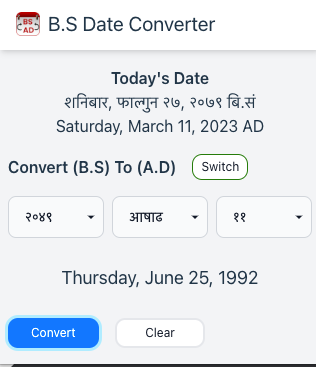 BS
AD
B.S Date Converter
Today's Date
शनिबार, फाल्गुन २७, २०७९ बि.सं
Saturday, March 11, 2023 AD
Convert (B.S) To (A.D) Switch
२०४९ आषाढ ११
Thursday, June 25, 1992
Convert Clear